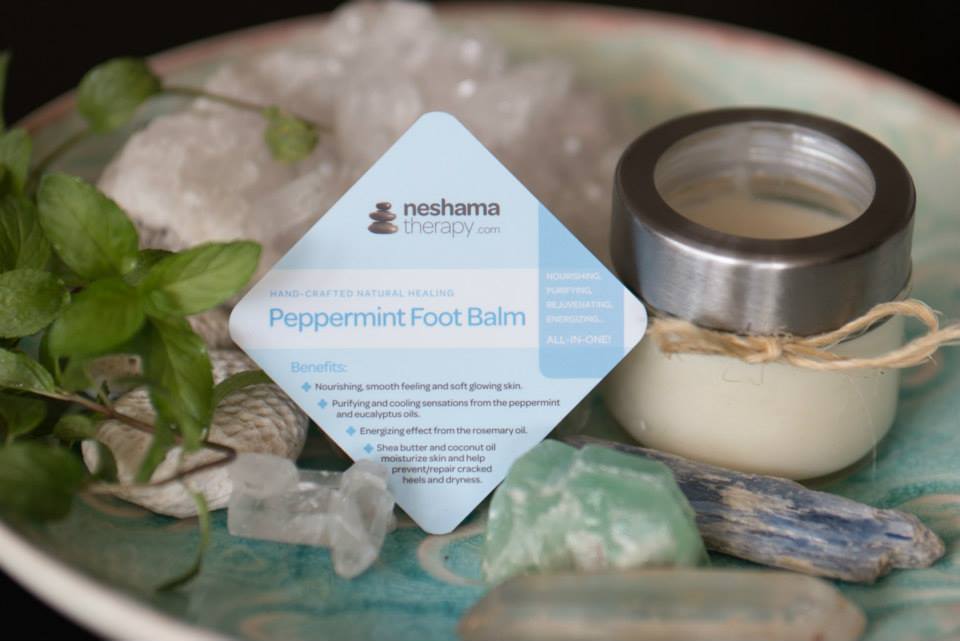 neshama
therapy.com
HAND-CRAFTED NATURAL HEALING
Peppermint Foot Balm
NOURISHING,
PURIFYING,
REJUVENATING,
ENERGIZING...
ALL-IN-ONE!
Benefits:
Nourishing, smooth feeling and soft glowing skin.
Purifying and cooling sensations from the peppermint
and eucalyptus oils.
Energizing effect from the rosemary oil.
Shea butter and coconut oil
moisturize skin and help
prevent/repair cracked
heels and dryness.